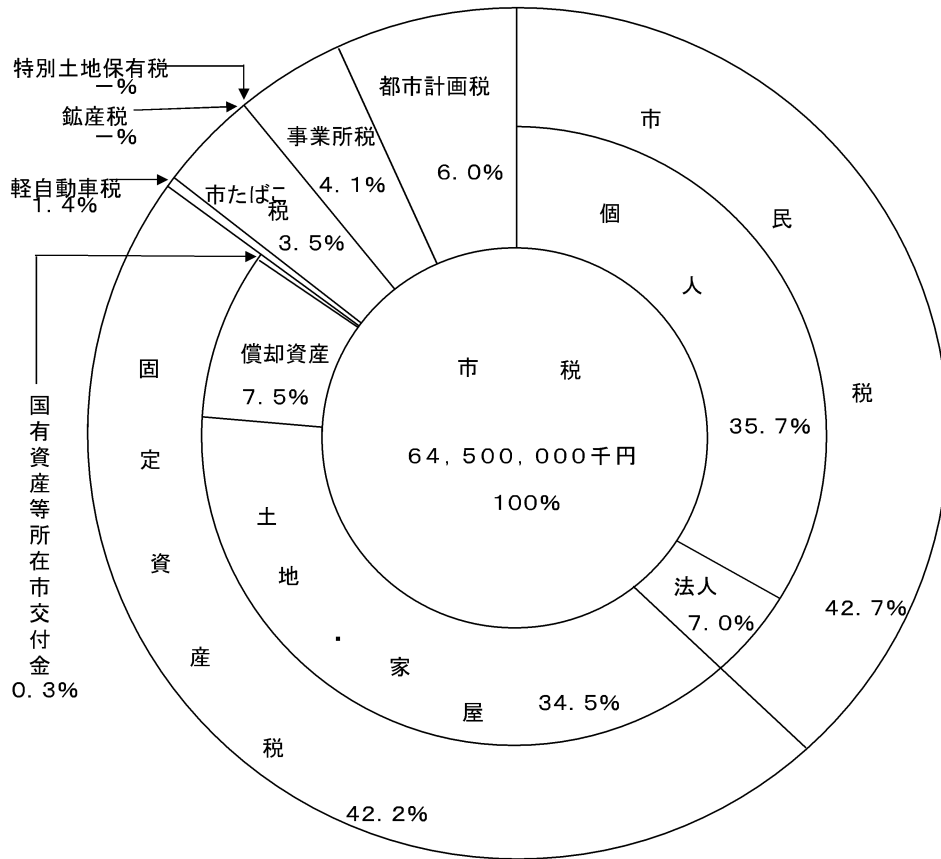 特別土地保有税
－%
鉱産税
－%
軽自動車税
1.4%
市たばこ税
3.5%
事業所税
4.1%
都市計画税
6.0%
市民税
42.7%
個人
35.7%
法人
7.0%
市 税
64,500,000千円
100%
償却資産
7.5%
土地・家屋
34.5%
固定資産税
42.2%
国有資産等所在市交付金
0.3%